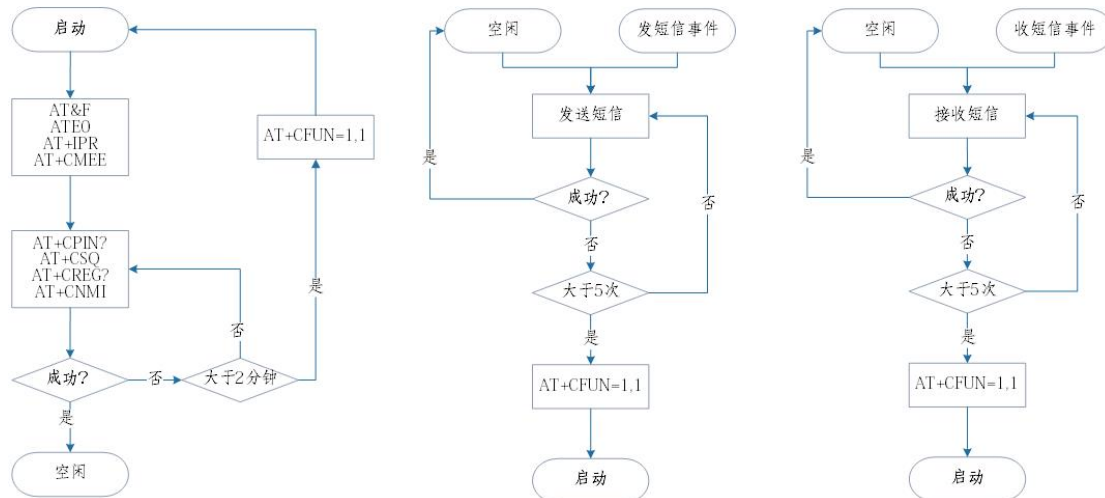 启动
AT&F
ATE0
AT+IPR
AT+CMEE
AT+CFUN=1,1
AT+CPIN?
AT+CSQ
AT+CREG?
AT+CNMI
是
否
成功?
否
大于2分钟
是
空闲
空闲
发短信事件
发送短信
是
成功?
否
否
大于5次
是
AT+CFUN=1,1
启动
空闲
收短信事件
接收短信
是
成功?
否
否
大于5次
是
AT+CFUN=1,1
启动